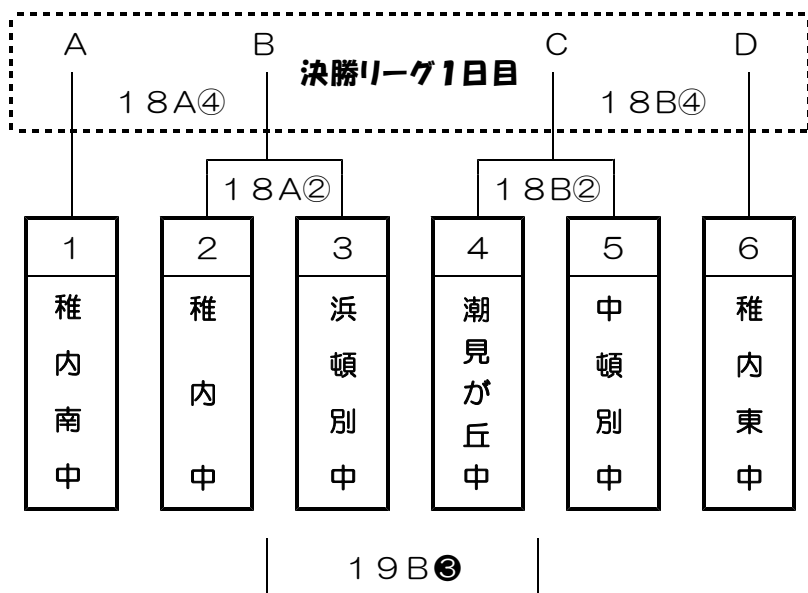 A B C D
決勝リーグ1日目
18A④ 18B④
18A② 18B②
1 2 3 4 5 6
稚内南中
稚内中
浜頓別中
潮見が丘中
中頓別中
稚内東中
19B❸